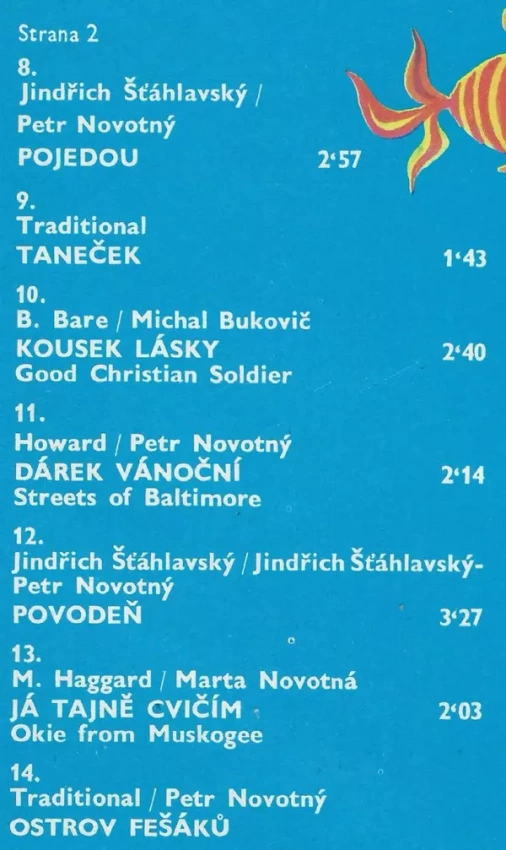 Strana 2
8.
Jindřich Šťáhlavský /
Petr Novotný
POJEDOU 2‘57
9.
Traditional
TANEČEK 1‘43
10.
B. Bare / Michal Bukovič
KOUSEK LÁSKY 2‘40
Good Christian Soldier
11.
Howard / Petr Novotný
DÁREK VÁNOČNÍ 2‘14
Streets of Baltimore
12.
Jindřich Šťáhlavský / Jindřich Šťáhlavský-
Petr Novotný
POVODEŇ 3‘27
13.
M. Haggard / Marta Novotná
JÁ TAJNĚ CVIČÍM 2‘03
Okie from Muskogee
14.
Traditional / Petr Novotný
OSTROV FEŠÁKŮ